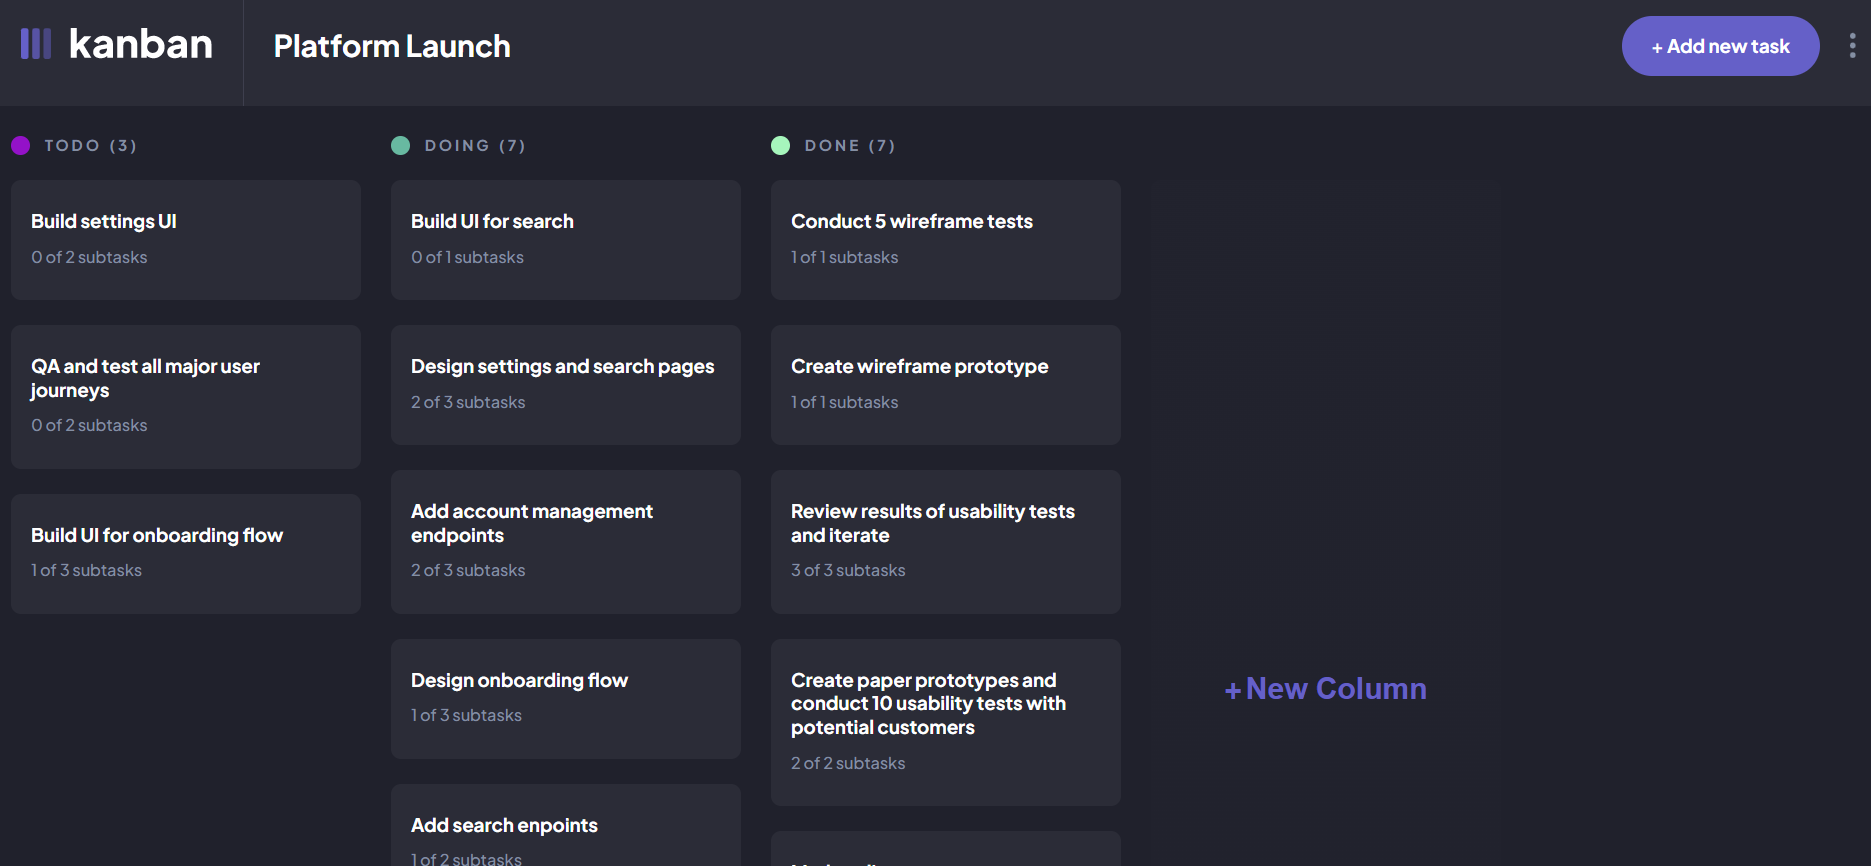 kanban
Platform Launch
+ Add new task
TODO (3)
Build settings UI
0 of 2 subtasks
QA and test all major user
journeys
0 of 2 subtasks
Build UI for onboarding flow
1 of 3 subtasks
DOING (7)
Build UI for search
0 of 1 subtasks
Design settings and search pages
2 of 3 subtasks
Add account management
endpoints
2 of 3 subtasks
Design onboarding flow
1 of 3 subtasks
Add search enpoints
1 of 2 subtasks
DONE (7)
Conduct 5 wireframe tests
1 of 1 subtasks
Create wireframe prototype
1 of 1 subtasks
Review results of usability tests
and iterate
3 of 3 subtasks
Create paper prototypes and
conduct 10 usability tests with
potential customers
2 of 2 subtasks
+ New Column